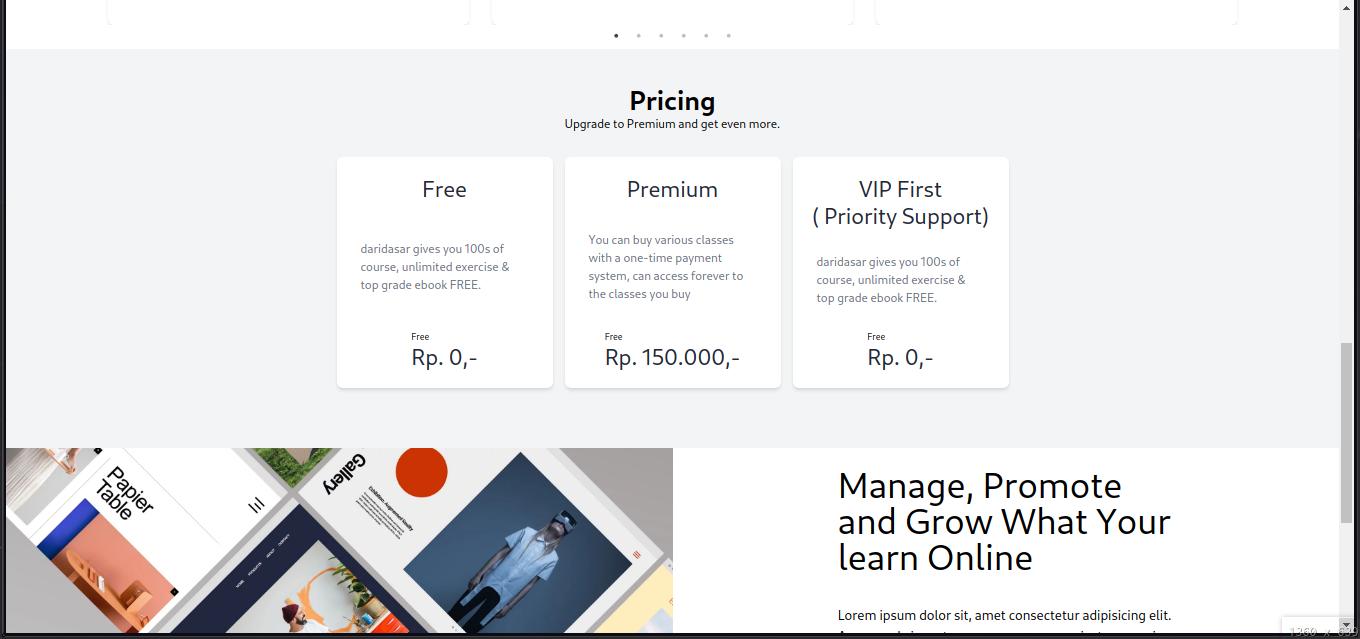 Pricing
Upgrade to Premium and get even more.
Free
daridasar gives you 100s of
course, unlimited exercise &
top grade ebook FREE.
Free
Rp. 0,-
Premium
You can buy various classes
with a one-time payment
system, can access forever to
the classes you buy
Free
Rp. 150.000,-
VIP First
( Priority Support)
daridasar gives you 100s of
course, unlimited exercise &
top grade ebook FREE.
Free
Rp. 0,-
Papier
Table
Gallery
Exhibition: Augmented Reality
Manage, Promote
and Grow What Your
learn Online
Lorem ipsum dolor sit, amet consectetur adipisicing elit.